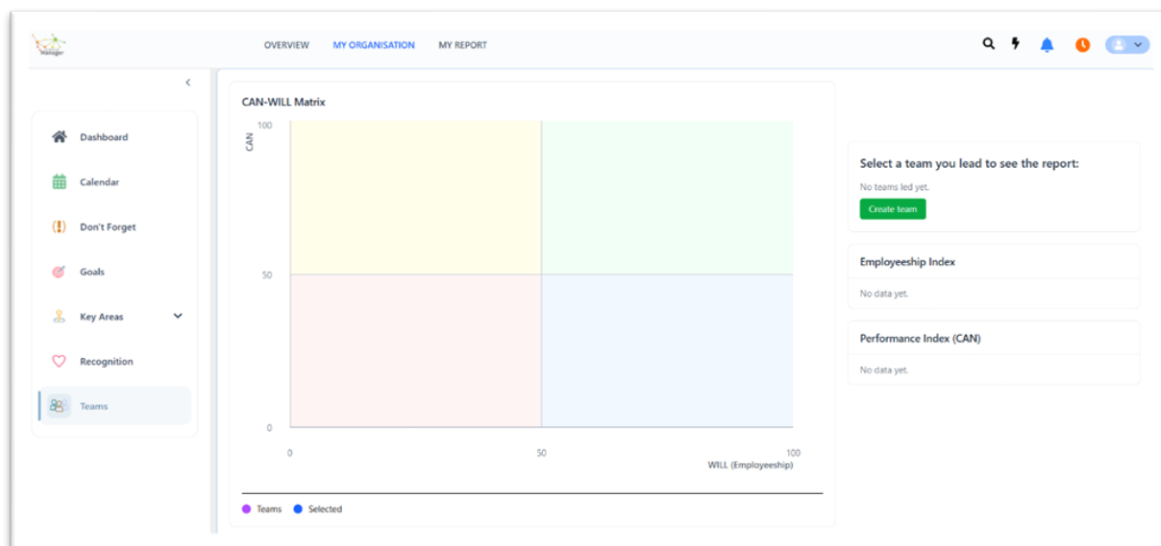 Manager
OVERVIEW MY ORGANISATION MY REPORT
Dashboard
Calendar
Don't Forget
Goals
Key Areas
Recognition
Teams
CAN-WILL Matrix
100
CAN
50
0
0 50 100
WILL (Employeeship)
Teams Selected
Select a team you lead to see the report:
No teams led yet.
Create team
Employeeship Index
No data yet.
Performance Index (CAN)
No data yet.